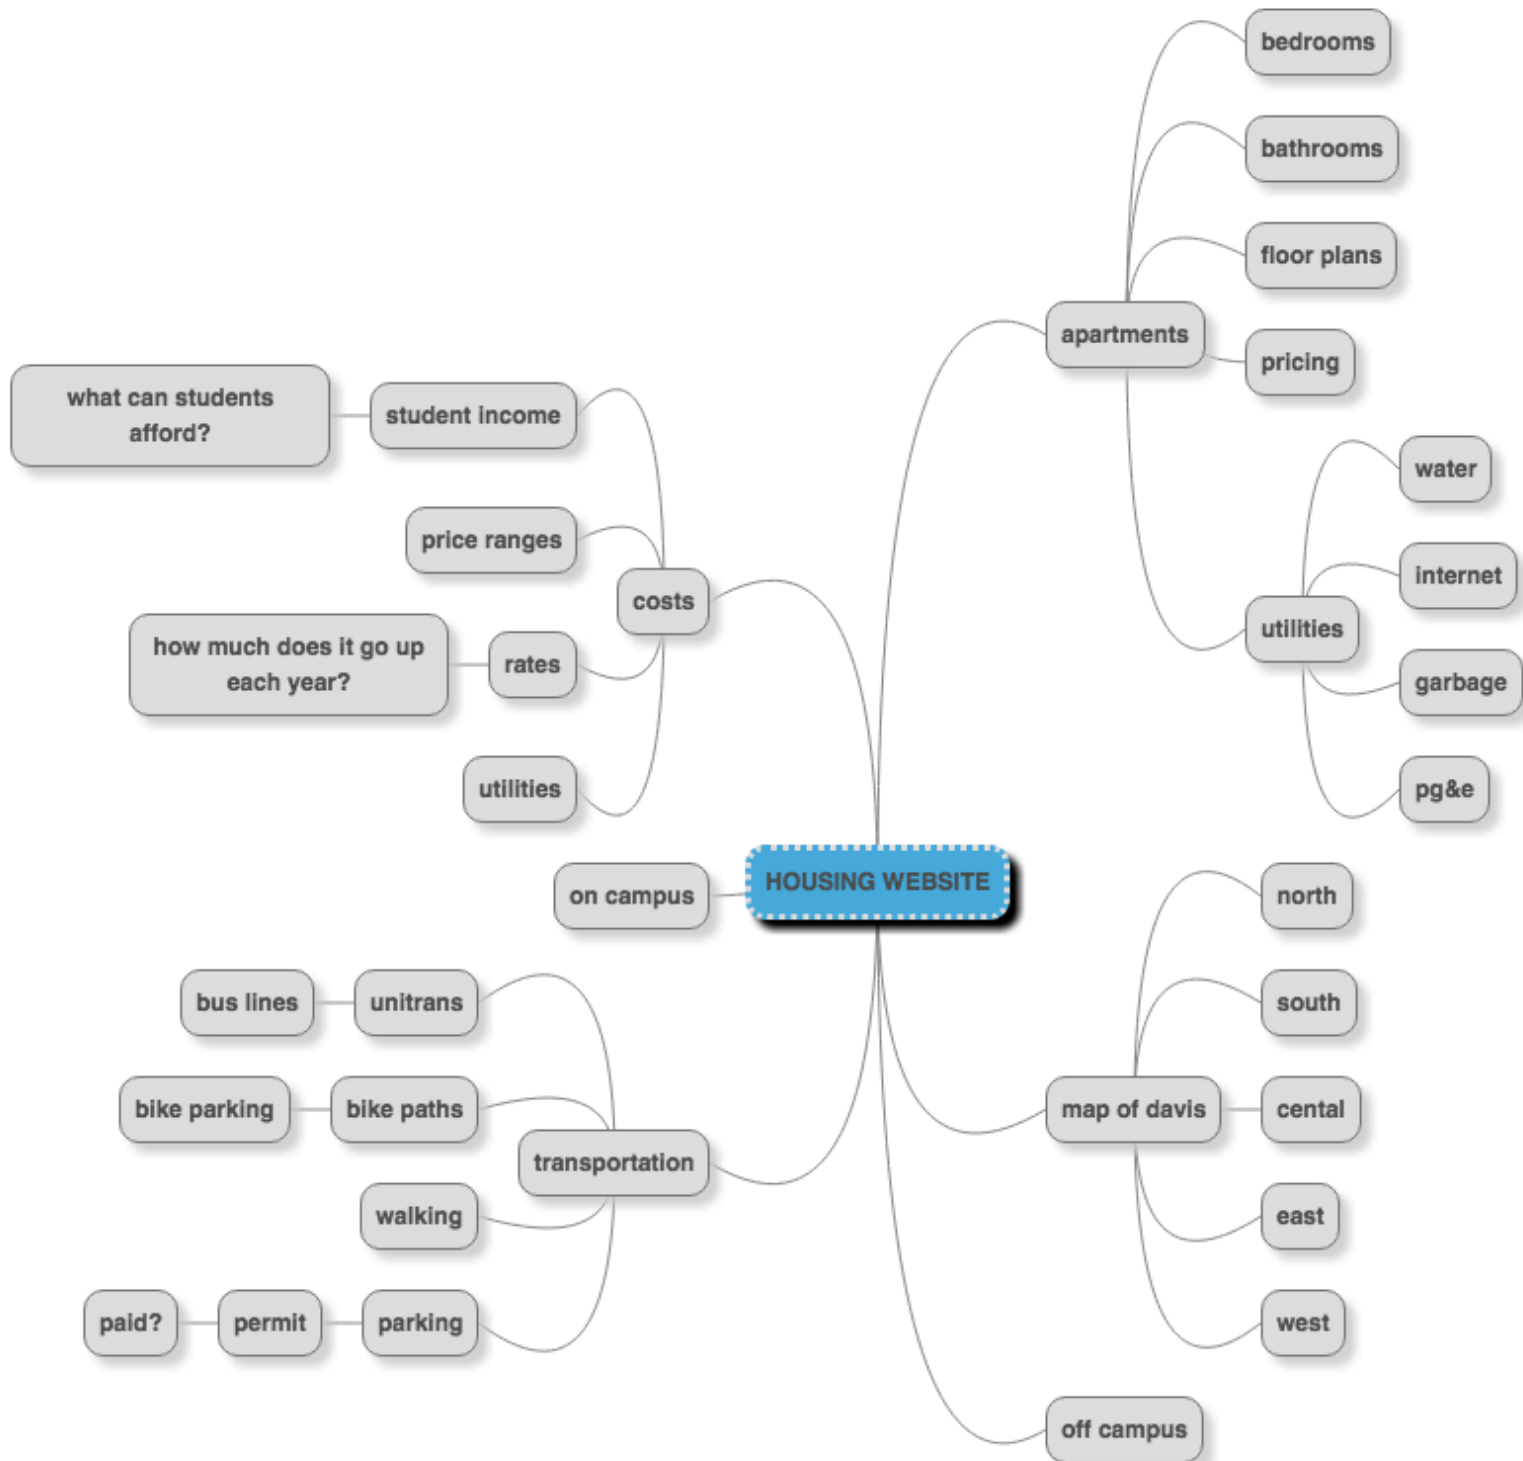 bedrooms
bathrooms
floor plans
apartments
pricing
what can students
afford?
student income
water
price ranges
internet
costs
utilities
how much does it go up
each year?
rates
garbage
utilities
pg&e
HOUSING WEBSITE
on campus
north
bus lines
unitrans
south
bike parking
bike paths
map of davis
cental
transportation
walking
east
paid?
permit
parking
west
off campus